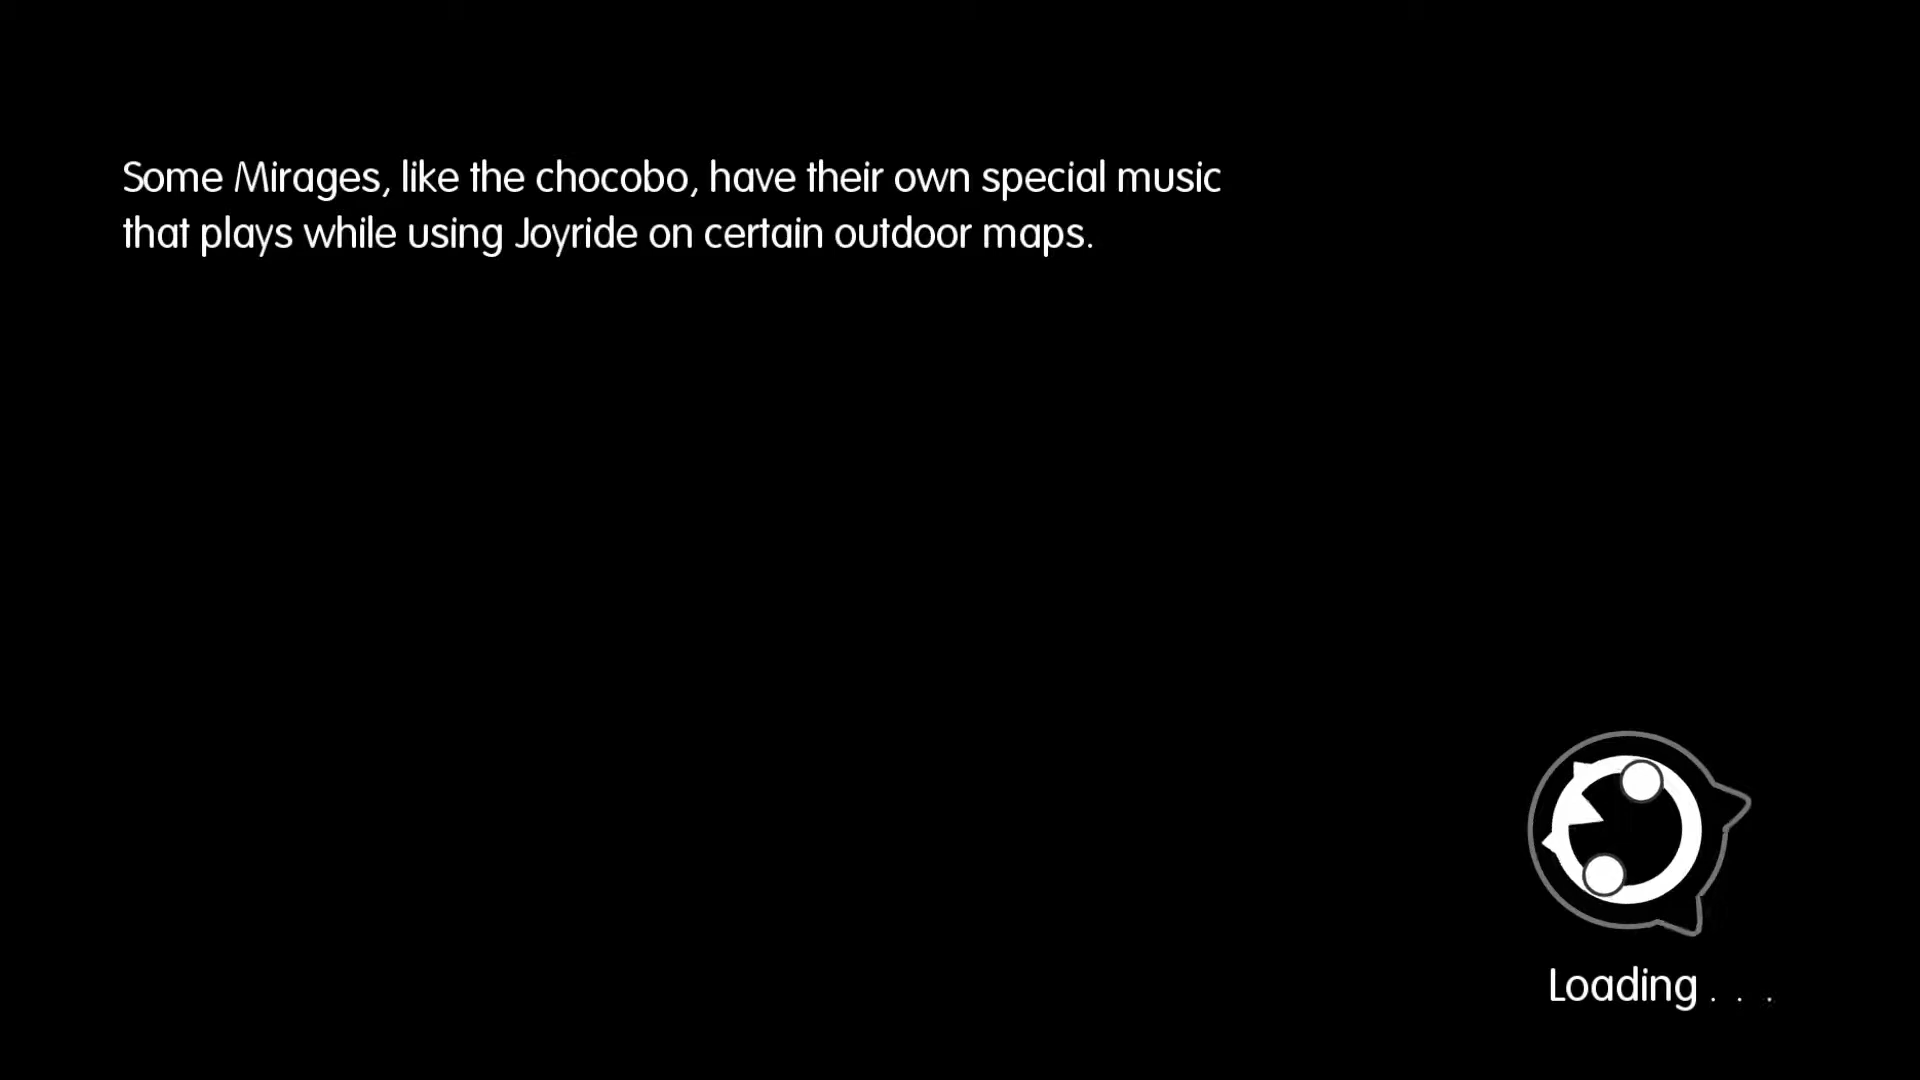 Some Mirages, like the chocobo, have their own special music
that plays while using Joyride on certain outdoor maps.
Loading . . .